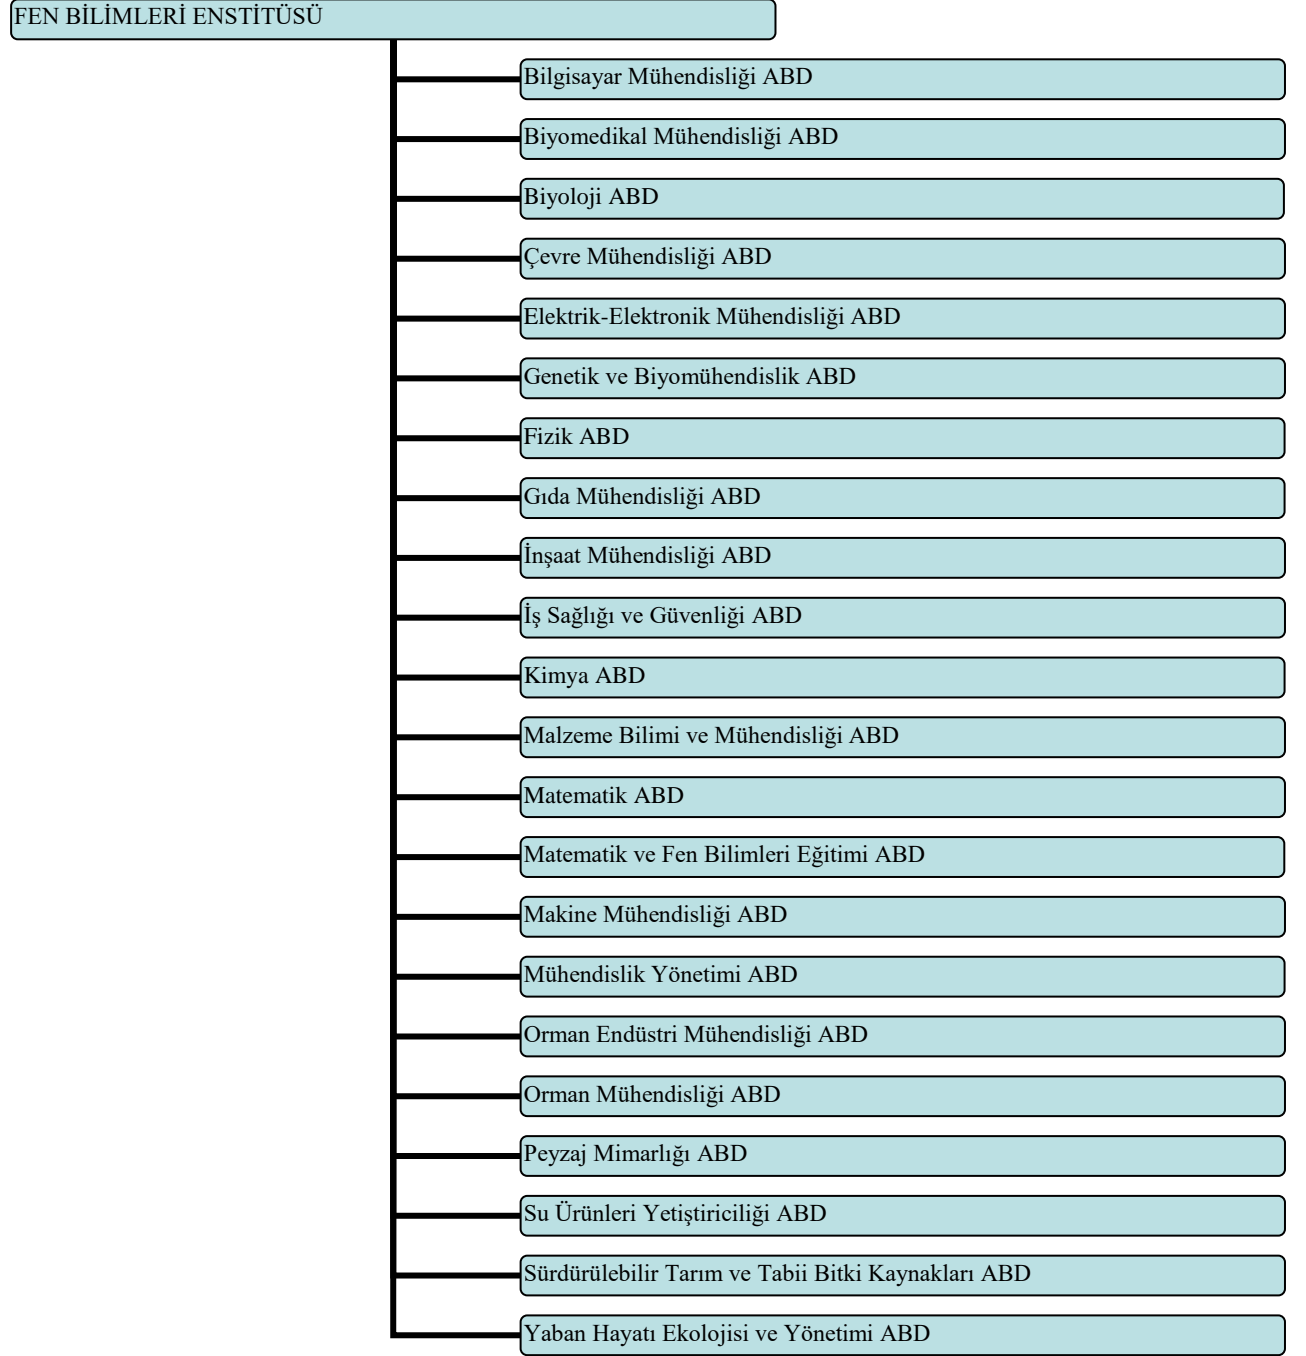 FEN BİLİMLERİ ENSTİTÜSÜ
Bilgisayar Mühendisliği ABD
Biyomedikal Mühendisliği ABD
Biyoloji ABD
Çevre Mühendisliği ABD
Elektrik-Elektronik Mühendisliği ABD
Genetik ve Biyomühendislik ABD
Fizik ABD
Gıda Mühendisliği ABD
İnşaat Mühendisliği ABD
İş Sağlığı ve Güvenliği ABD
Kimya ABD
Malzeme Bilimi ve Mühendisliği ABD
Matematik ABD
Matematik ve Fen Bilimleri Eğitimi ABD
Makine Mühendisliği ABD
Mühendislik Yönetimi ABD
Orman Endüstri Mühendisliği ABD
Orman Mühendisliği ABD
Peyzaj Mimarlığı ABD
Su Ürünleri Yetiştiriciliği ABD
Sürdürülebilir Tarım ve Tabii Bitki Kaynakları ABD
Yaban Hayatı Ekolojisi ve Yönetimi ABD